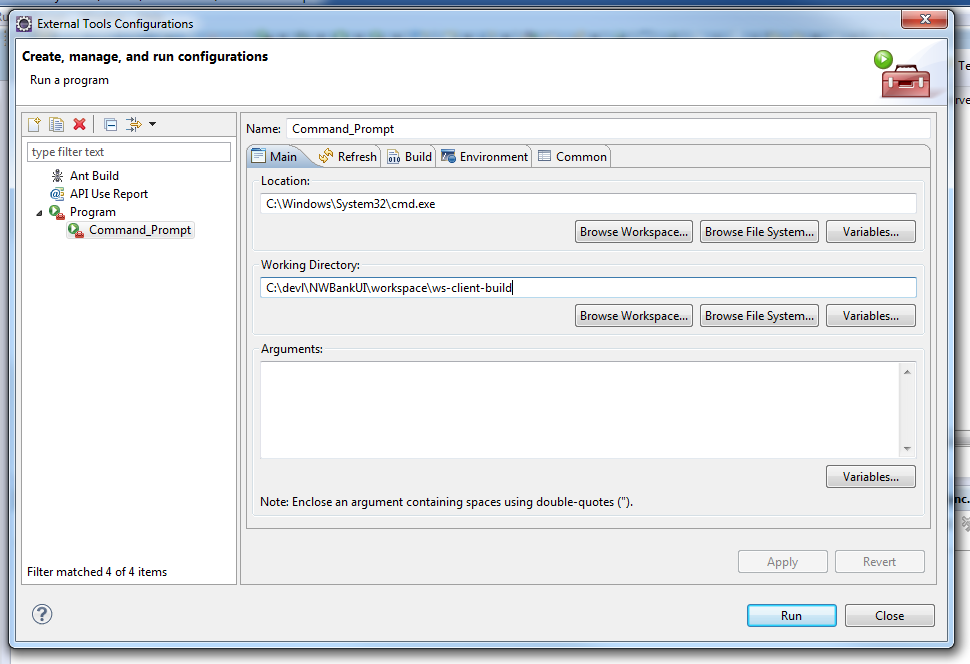 External Tools Configurations
Create, manage, and run configurations
Run a program
type filter text
Ant Build
API Use Report
Program
Command_Prompt
Filter matched 4 of 4 items
Name: Command_Prompt
Main Refresh Build Environment Common
Location:
C:\Windows\System32\cmd.exe
Browse Workspace... Browse File System... Variables...
Working Directory:
C:\devl\NWBankUI\workspace\ws-client-build
Browse Workspace... Browse File System... Variables...
Arguments:
Variables...
Note: Enclose an argument containing spaces using double-quotes (").
Apply Revert
Run Close